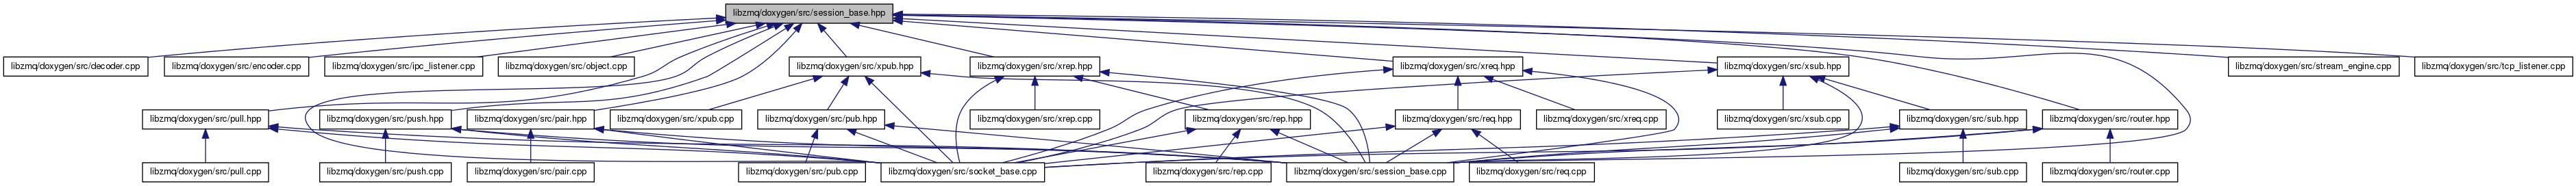 libzmq/doxygen/src/session_base.hpp
libzmq/doxygen/src/decoder.cpp
libzmq/doxygen/src/encoder.cpp
libzmq/doxygen/src/ipc_listener.cpp
libzmq/doxygen/src/object.cpp
libzmq/doxygen/src/xpub.hpp
libzmq/doxygen/src/xrep.hpp
libzmq/doxygen/src/xreq.hpp
libzmq/doxygen/src/xsub.hpp
libzmq/doxygen/src/stream_engine.cpp
libzmq/doxygen/src/tcp_listener.cpp
libzmq/doxygen/src/pull.hpp
libzmq/doxygen/src/push.hpp
libzmq/doxygen/src/pair.hpp
libzmq/doxygen/src/xpub.cpp
libzmq/doxygen/src/pub.hpp
libzmq/doxygen/src/xrep.cpp
libzmq/doxygen/src/rep.hpp
libzmq/doxygen/src/req.hpp
libzmq/doxygen/src/xreq.cpp
libzmq/doxygen/src/xsub.cpp
libzmq/doxygen/src/sub.hpp
libzmq/doxygen/src/router.hpp
libzmq/doxygen/src/pull.cpp
libzmq/doxygen/src/push.cpp
libzmq/doxygen/src/pair.cpp
libzmq/doxygen/src/pub.cpp
libzmq/doxygen/src/socket_base.cpp
libzmq/doxygen/src/rep.cpp
libzmq/doxygen/src/session_base.cpp
libzmq/doxygen/src/req.cpp
libzmq/doxygen/src/sub.cpp
libzmq/doxygen/src/router.cpp